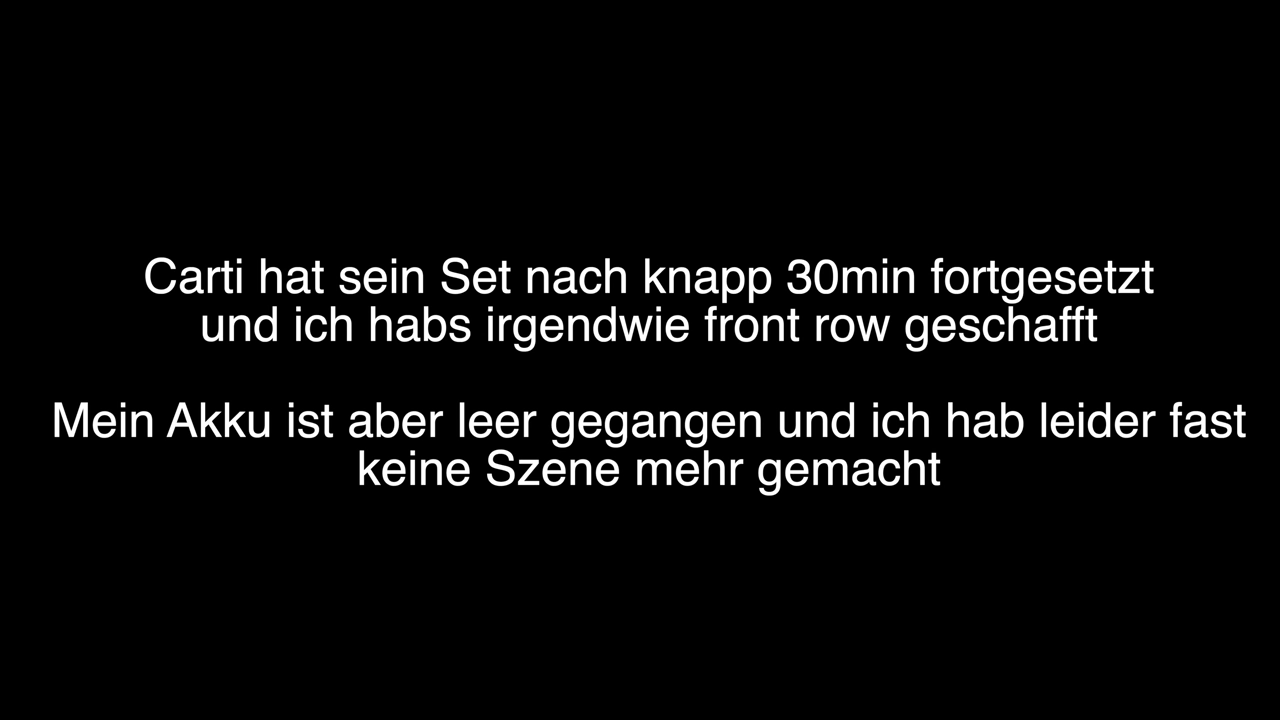 Carti hat sein Set nach knapp 30min fortgesetzt
und ich habs irgendwie front row geschafft
Mein Akku ist aber leer gegangen und ich hab leider fast
keine Szene mehr gemacht